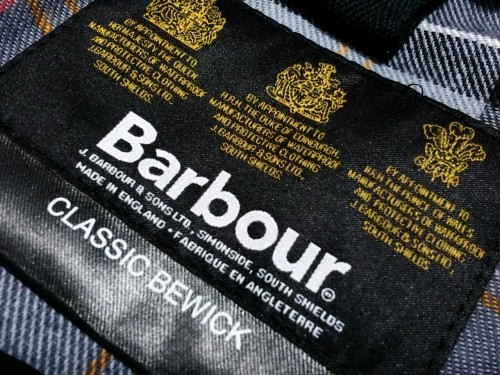 BY APPOINTMENT TO
HER MAJESTY THE QUEEN
MANUFACTURERS OF WATERPROOF
AND PROTECTIVE CLOTHING
J.BARBOUR & SONS LTD.
SOUTH SHIELDS.
BY APPOINTMENT TO
H.R.H. THE DUKE OF EDINBURGH
MANUFACTURERS OF WATERPROOF
AND PROTECTIVE CLOTHING
J.BARBOUR & SONS LTD.
SOUTH SHIELDS
BY APPOINTMENT TO
H.R.H. THE PRINCE OF WALES
MANUFACTURERS OF WATERPROOF
AND PROTECTIVE CLOTHING
J.BARBOUR & SONS LTD.,
SOUTH SHIELDS.
Barbour®
J. BARBOUR & SONS LTD., SIMONSIDE, SOUTH SHIELDS
MADE IN ENGLAND • FABRIQUE EN ANGLETERRE
CLASSIC BEWICK